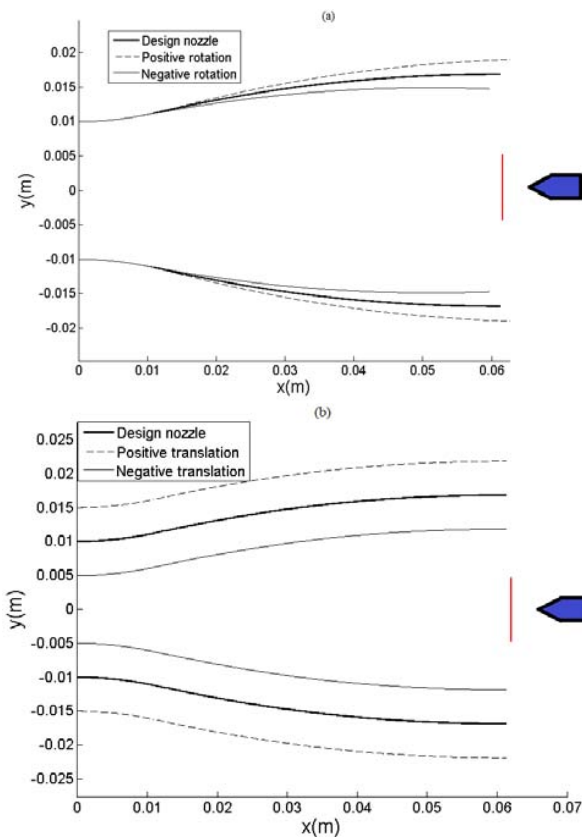 (a)
Design nozzle
Positive rotation
Negative rotation
0.02
0.015
0.01
0.005
0
-0.005
-0.01
-0.015
-0.02
y(m)
0 0.01 0.02 0.03 0.04 0.05 0.06
x(m)
(b)
Design nozzle
Positive translation
Negative translation
0.025
0.02
0.015
0.01
0.005
0
-0.005
-0.01
-0.015
-0.02
-0.025
y(m)
0 0.01 0.02 0.03 0.04 0.05 0.06 0.07
x(m)